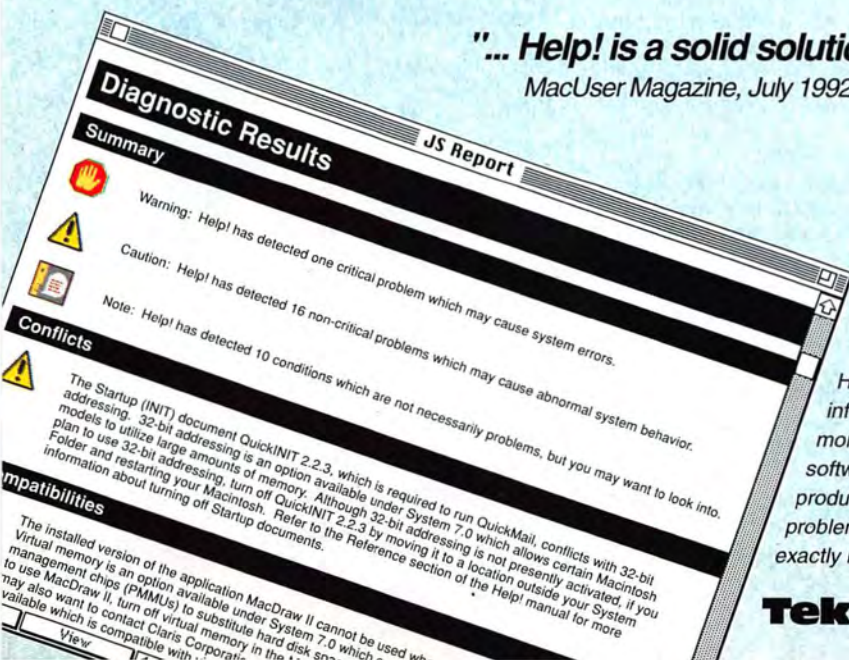 "... Help! is a solid solutio
MacUser Magazine, July 1992
JS Report
Diagnostic Results
Summary
Warning: Help! has detected one critical problem which may cause system errors.
Caution: Help! has detected 16 non-critical problems which may cause abnormal system behavior.
Note: Help! has detected 10 conditions which are not necessarily problems, but you may want to look into.
Conflicts
The Startup (INIT) document QuickINIT 2.2.3, which is required to run QuickMail, conflicts with 32-bit
addressing. 32-bit addressing is an option available under System 7.0 which allows certain Macintosh
models to utilize large amounts of memory. Although 32-bit addressing is not presently activated, if you
plan to use 32-bit addressing, turn off QuickINIT 2.2.3 by moving it to a location outside your System
Folder and restarting your Macintosh. Refer to the Reference section of the Help! manual for more
information about turning off Startup documents.
mpatibilities
The installed version of the application MacDraw II cannot be used wh
Virtual memory is an option available under System 7.0 which
management chips (PMMUs) to substitute hard disk spa
to use MacDraw II, turn off virtual memory in the M
may also want to contact Claris Corporati
vailable which is compatible with
View
H
inf
mo
softw
produ
problem
exactly
Tek